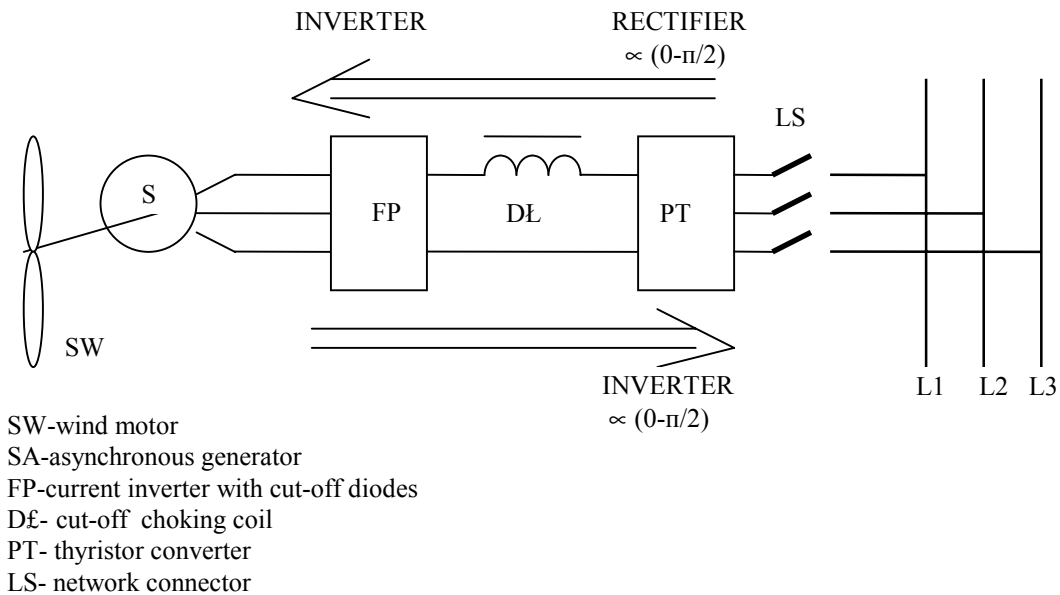 INVERTER
RECTIFIER
∝ (0-п/2)
LS
S
FP
DŁ
PT
SW
INVERTER
∝ (0-п/2)
L1
L2
L3
SW-wind motor
SA-asynchronous generator
FP-current inverter with cut-off diodes
D£- cut-off  choking coil
PT- thyristor converter
LS- network connector